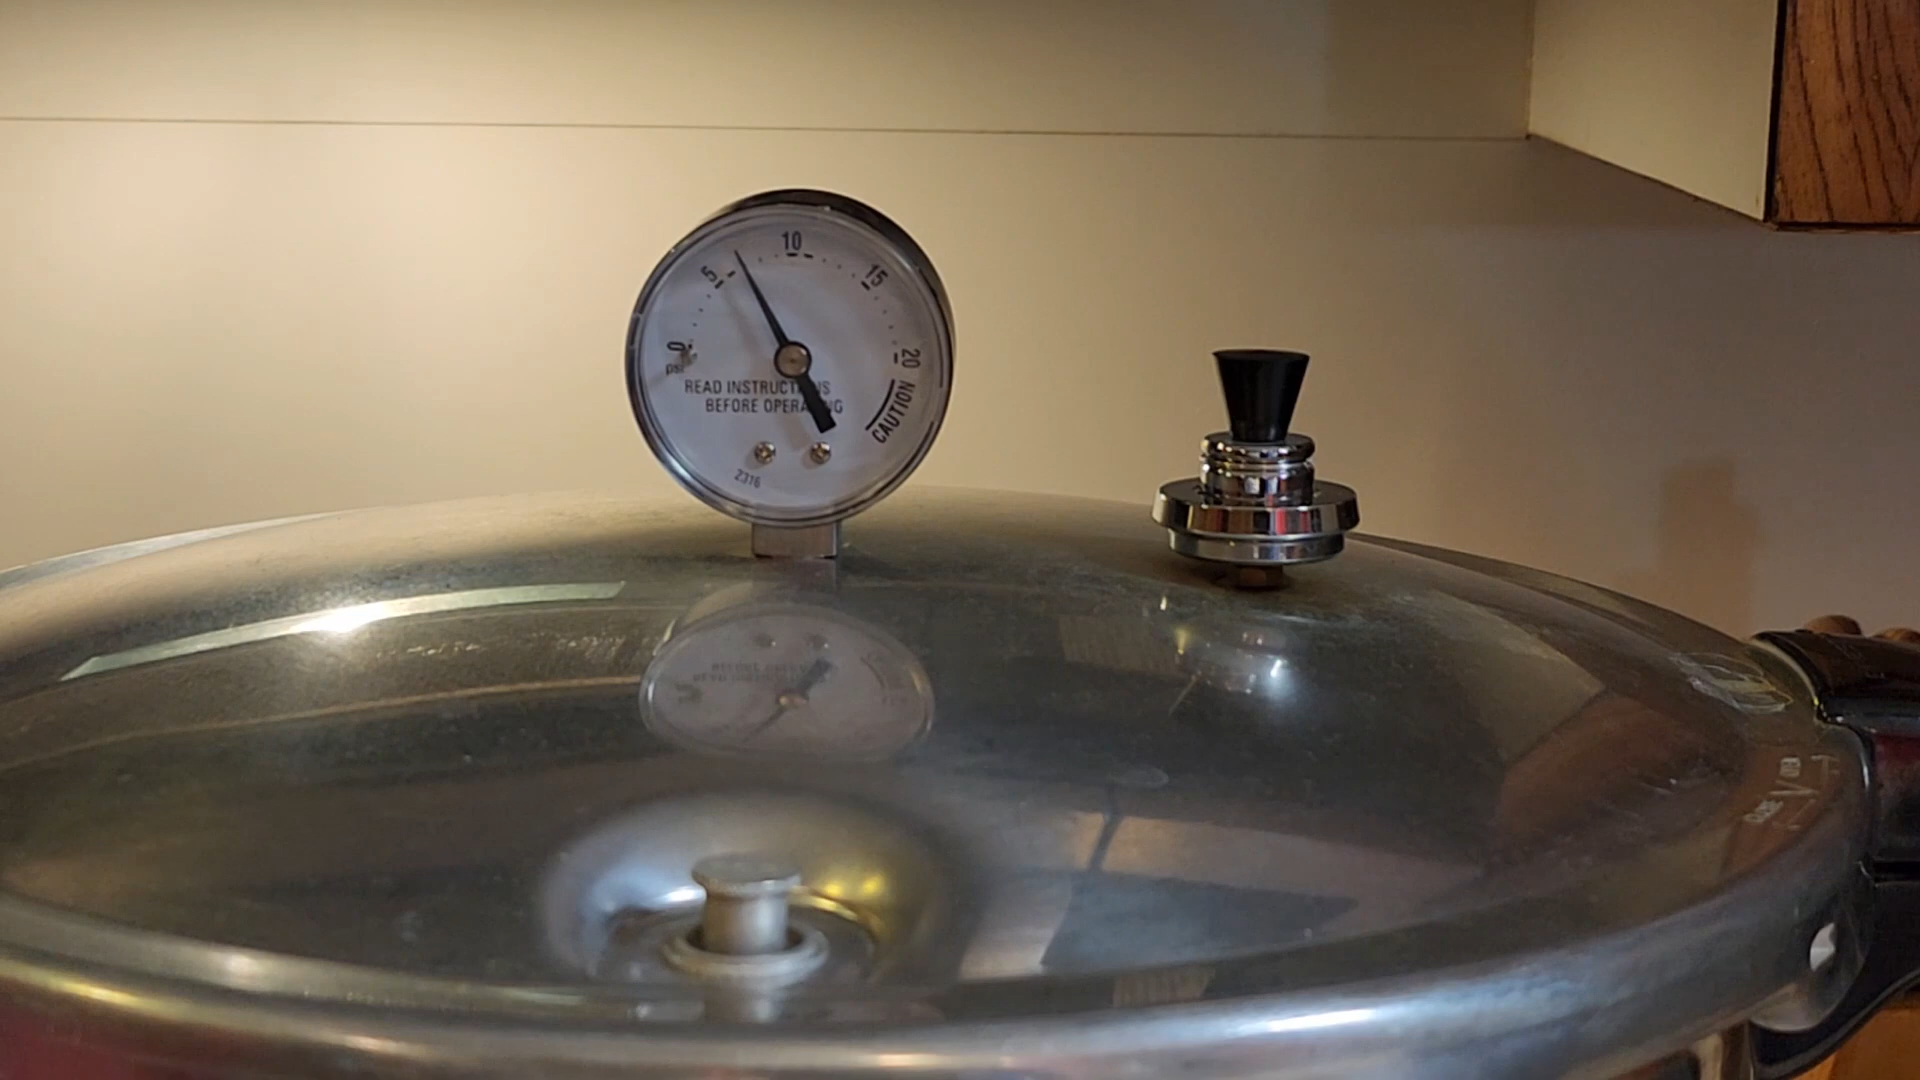 10
5
15
0
20
psi
READ INSTRUCTIONS
BEFORE OPERATING
CAUTION
2316